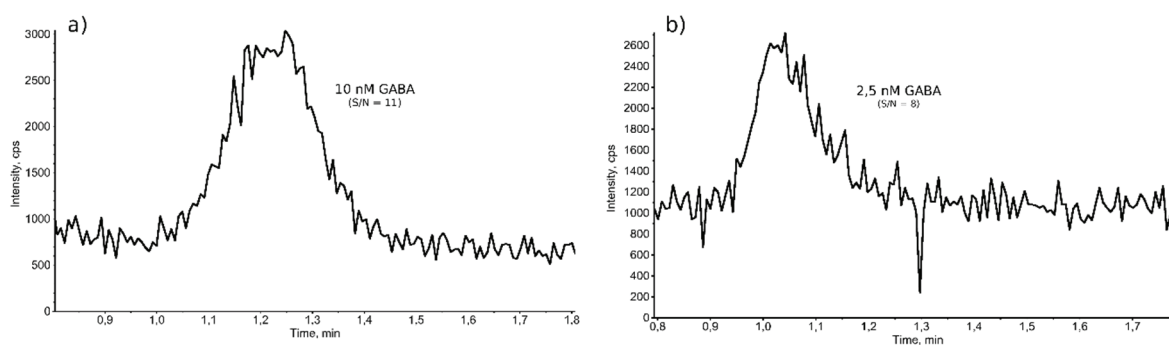 a)
10 nM GABA
(S/N = 11)
Intensity, cps
3000
2500
2000
1500
1000
500
0
0,9 1,0 1,1 1,2 1,3 1,4 1,5 1,6 1,7 1,8
Time, min
b)
2,5 nM GABA
(S/N = 8)
Intensity, cps
2600
2400
2200
2000
1800
1600
1400
1200
1000
800
600
400
200
0
0,8 0,9 1,0 1,1 1,2 1,3 1,4 1,5 1,6 1,7
Time, min